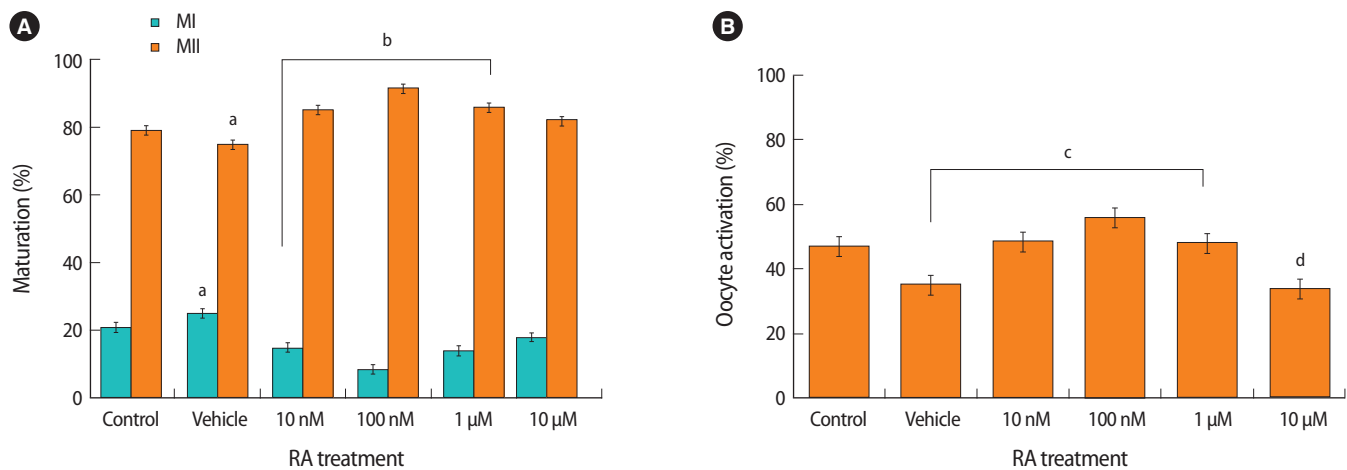 A
MI
MII
Maturation (%)
100
80
60
40
20
0
a
a
b
Control Vehicle 10 nM 100 nM 1 µM 10 µM
RA treatment
B
Oocyte activation (%)
100
80
60
40
20
0
c
d
Control Vehicle 10 nM 100 nM 1 µM 10 µM
RA treatment